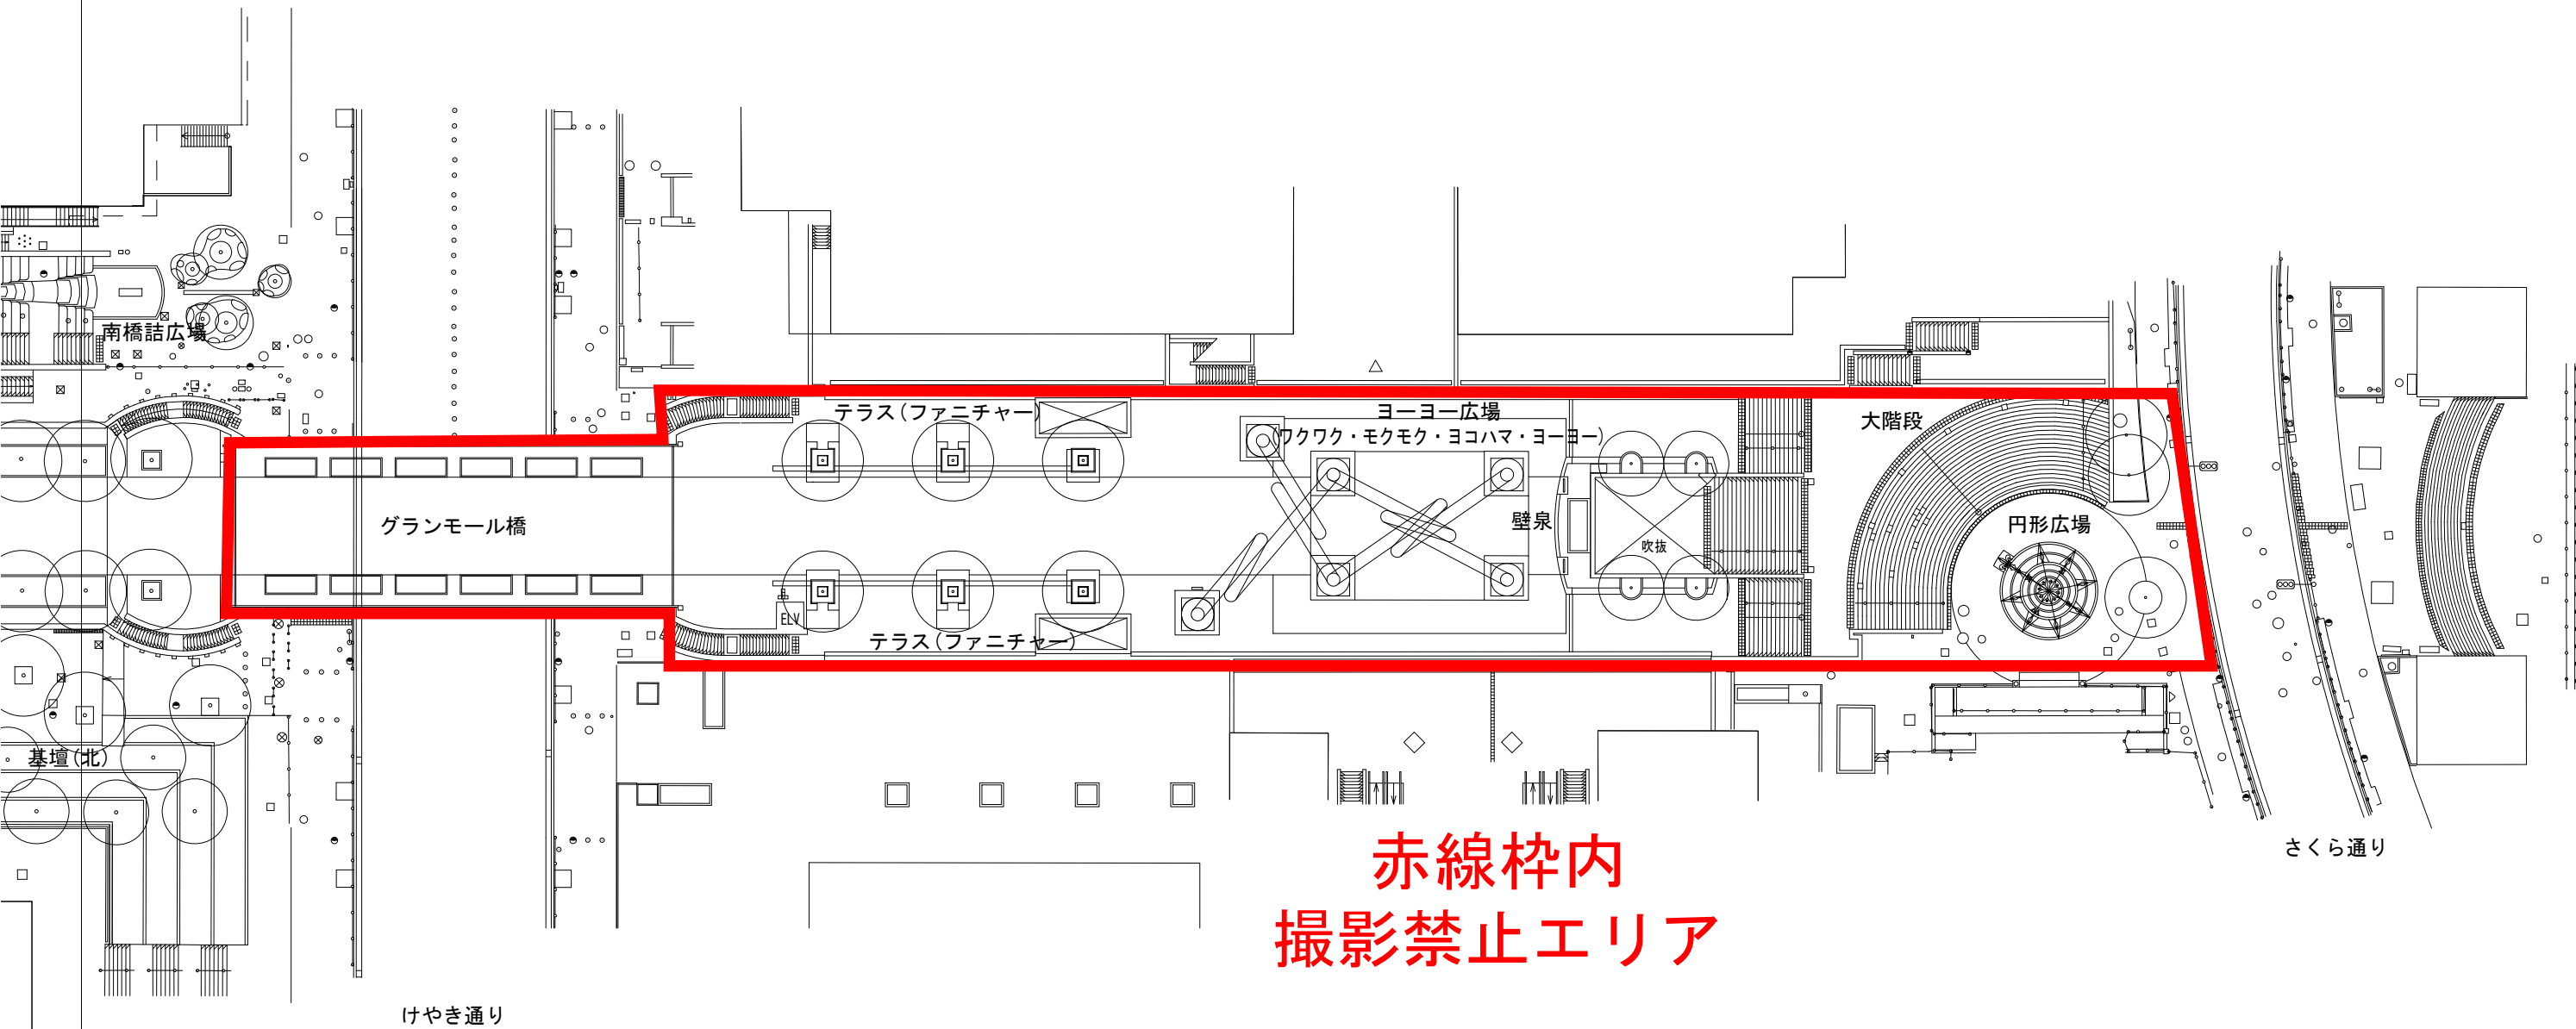 南橋詰広場
テラス(ファニチャー)
ヨーヨー広場
(ワクワク・モクモク・ヨコハマ・ヨーヨー)
大階段
グランモール橋
壁泉
円形広場
吹抜
ELV
テラス(ファニチャー)
基壇(北)
赤線枠内
撮影禁止エリア
さくら通り
けやき通り